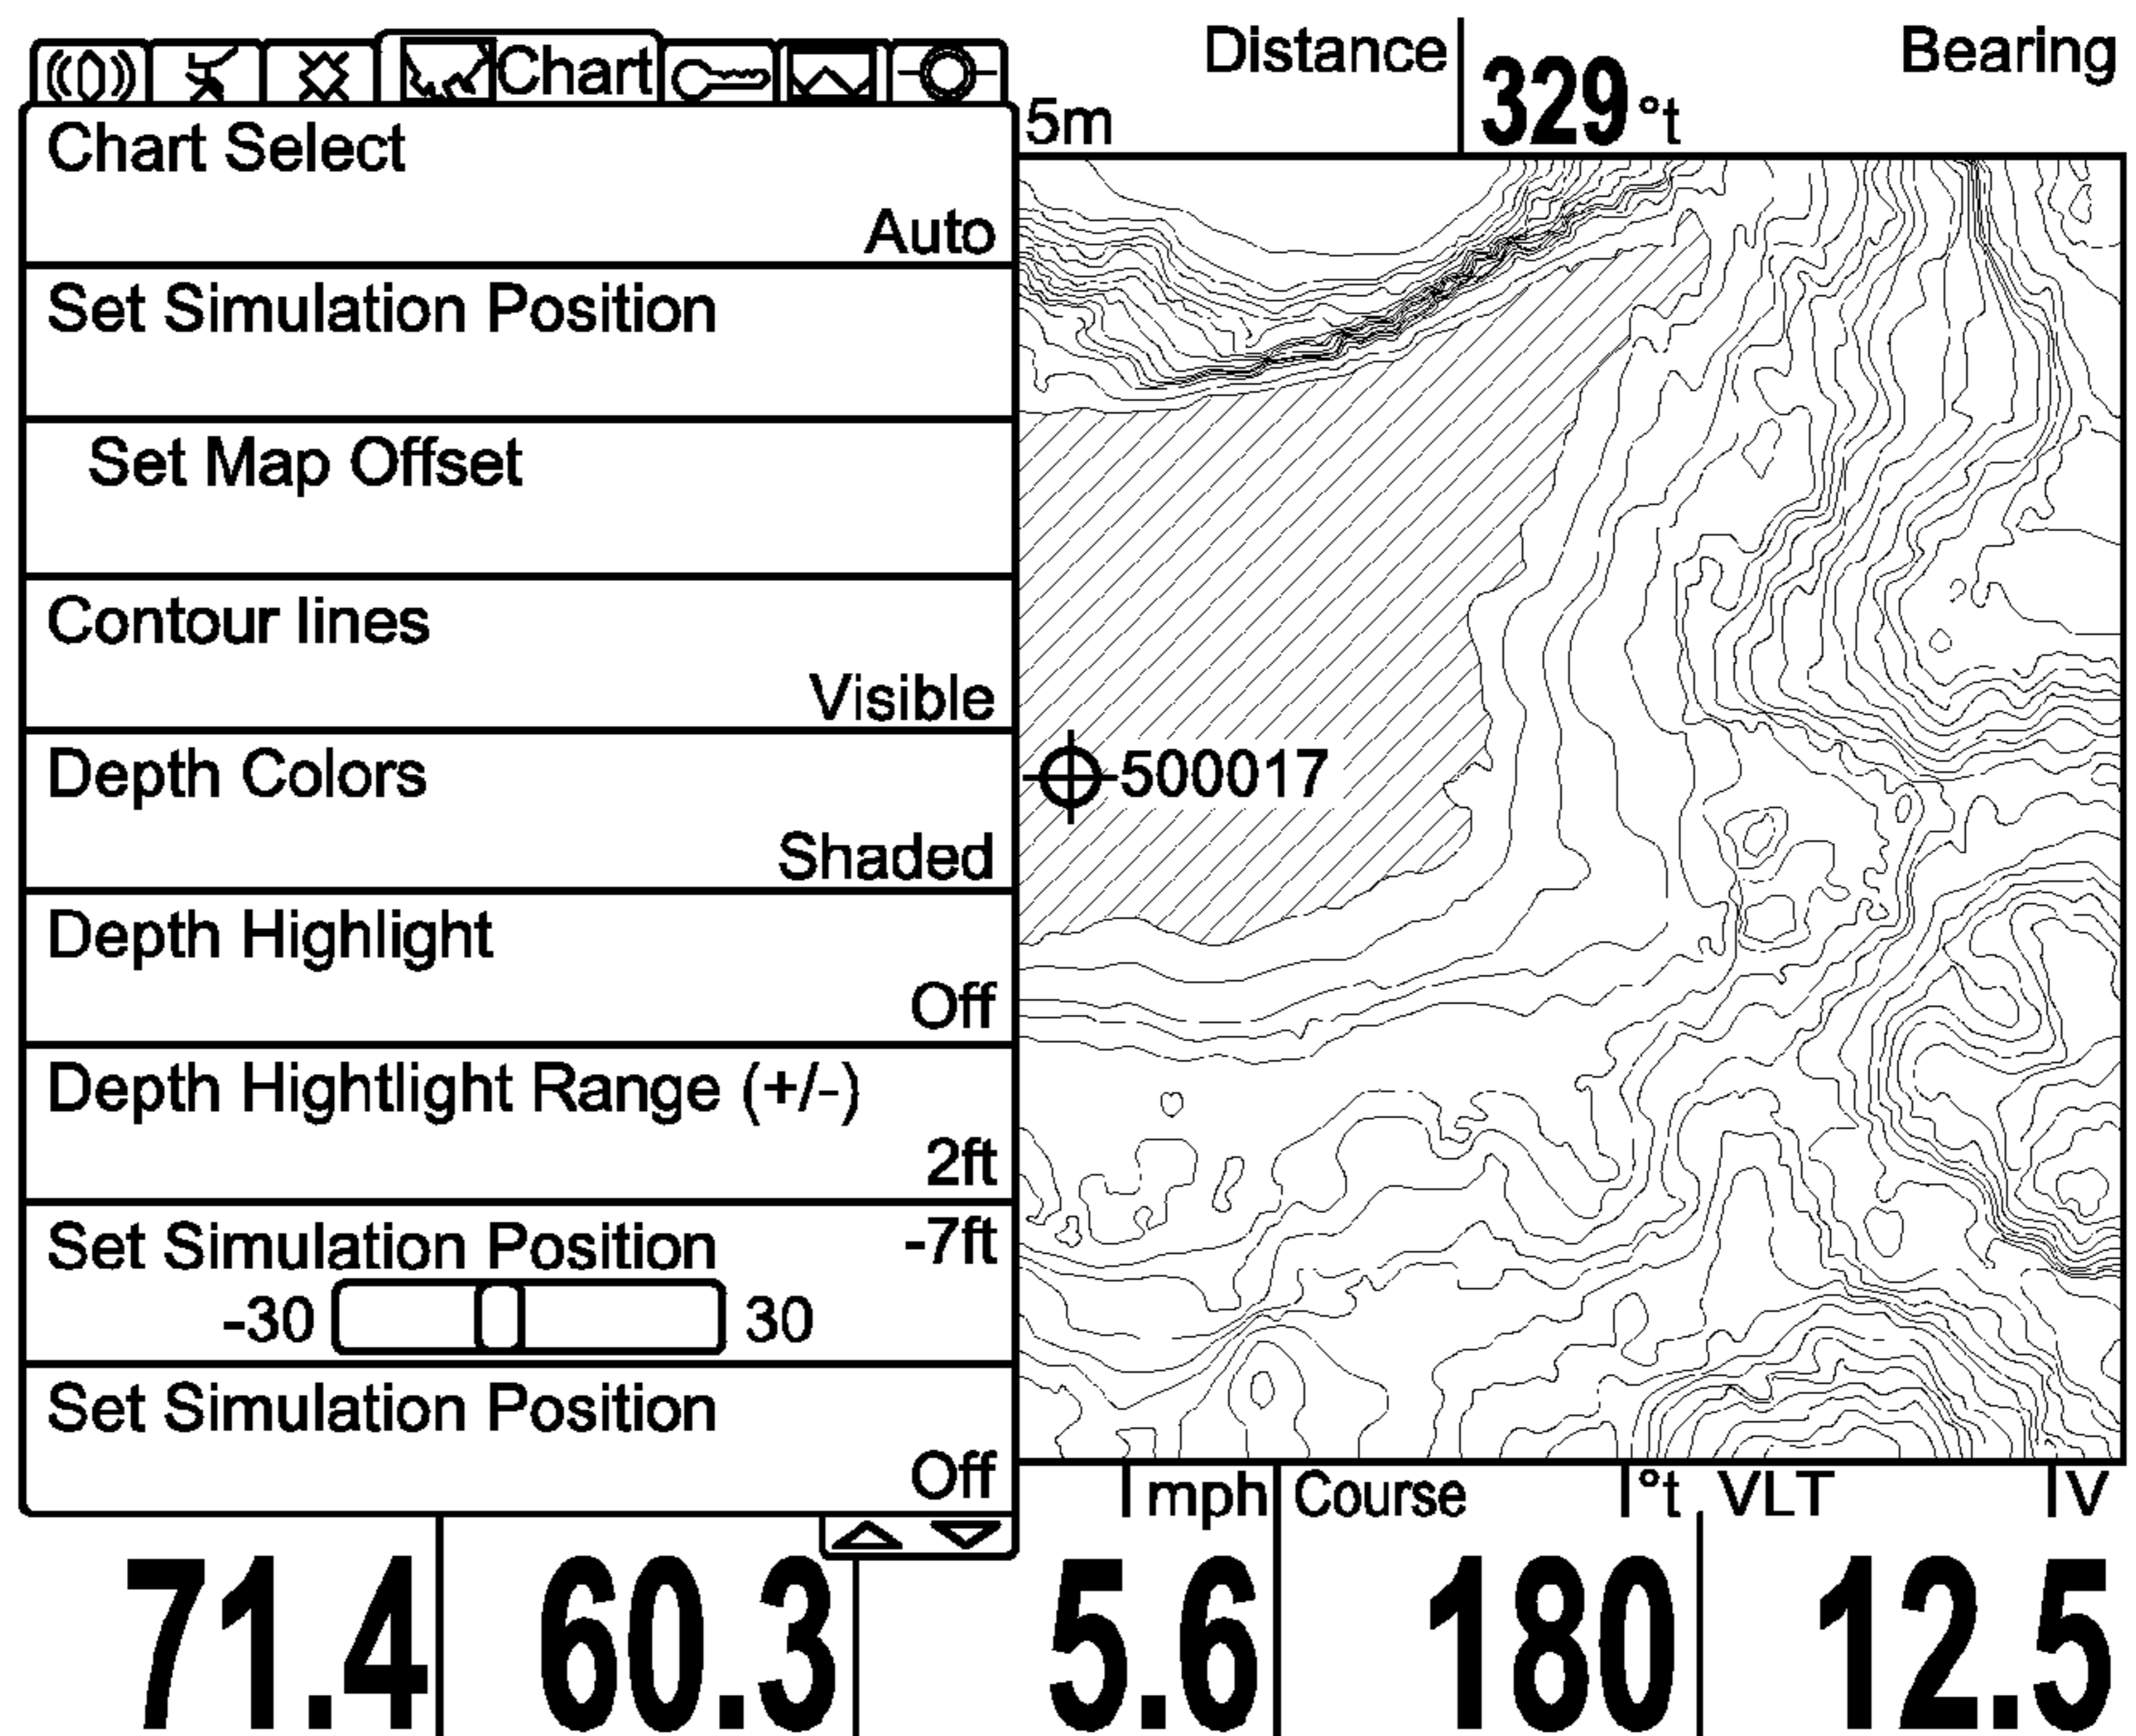 Chart
Distance
Bearing
5m
329 °t
Chart Select
Auto
Set Simulation Position
Set Map Offset
Contour lines
Visible
Depth Colors
Shaded
500017
Depth Highlight
Off
Depth Hightlight Range (+/-)
2ft
Set Simulation Position -7ft
-30 30
Set Simulation Position
Off
mph Course °t VLT V
71.4 60.3 5.6 180 12.5